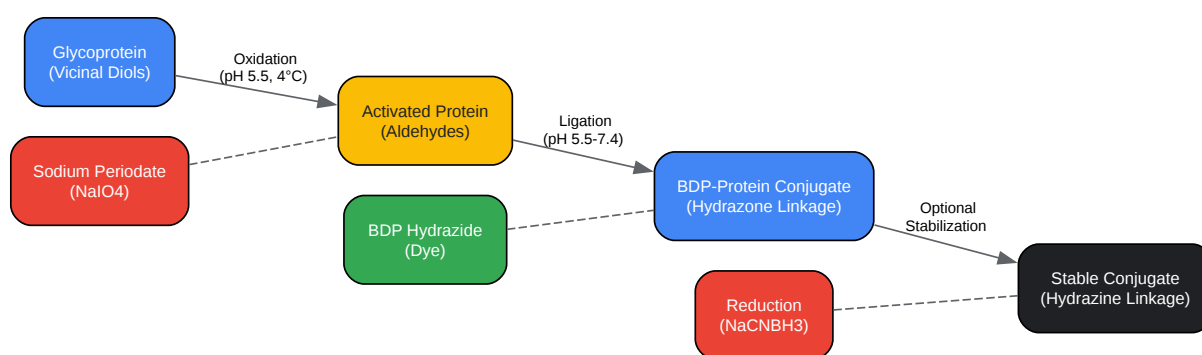 Glycoprotein
(Vicinal Diols)
Oxidation
(pH 5.5, 4°C)
Sodium Periodate
(NaIO4)
Activated Protein
(Aldehydes)
Ligation
(pH 5.5-7.4)
BDP Hydrazide
(Dye)
BDP-Protein Conjugate
(Hydrazone Linkage)
Optional
Stabilization
Reduction
(NaCNBH3)
Stable Conjugate
(Hydrazine Linkage)